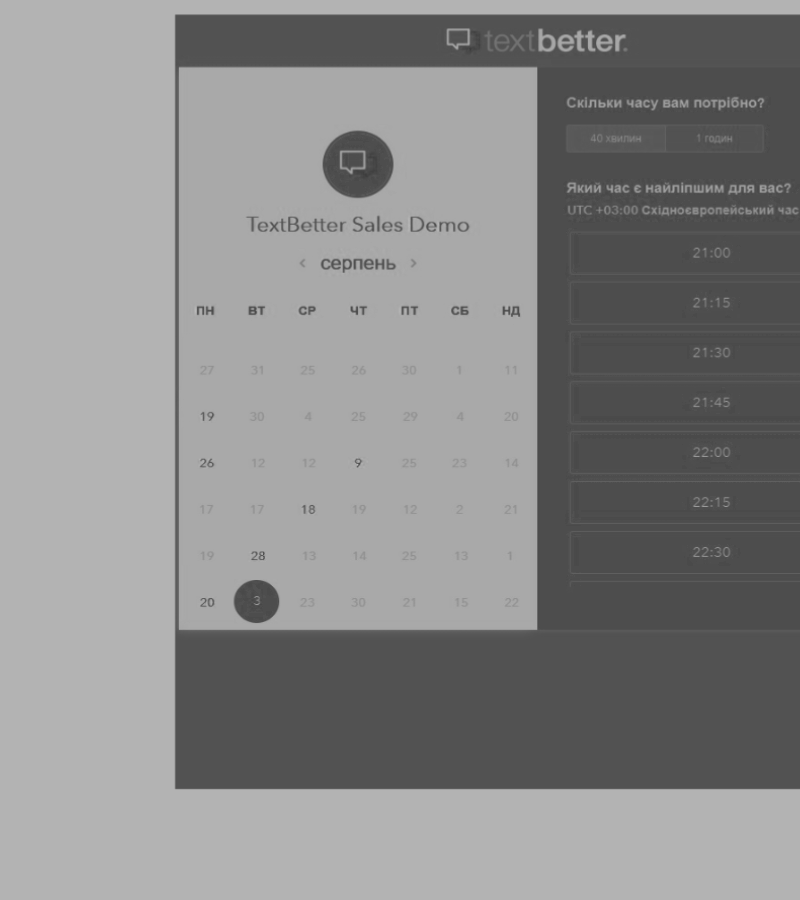 textbetter.
TextBetter Sales Demo
‹ серпень ›
ПН ВТ СР ЧТ ПТ СБ НД
27 31 25 26 30 1 11
19 30 4 25 29 4 20
26 12 12 9 25 23 14
17 17 18 19 12 2 21
19 28 13 14 25 13 1
20 3 23 30 21 15 22
Скільки часу вам потрібно?
40 хвилин 1 годин
Який час є найліпшим для вас?
UTC +03:00 Східноєвропейський час
21:00
21:15
21:30
21:45
22:00
22:15
22:30